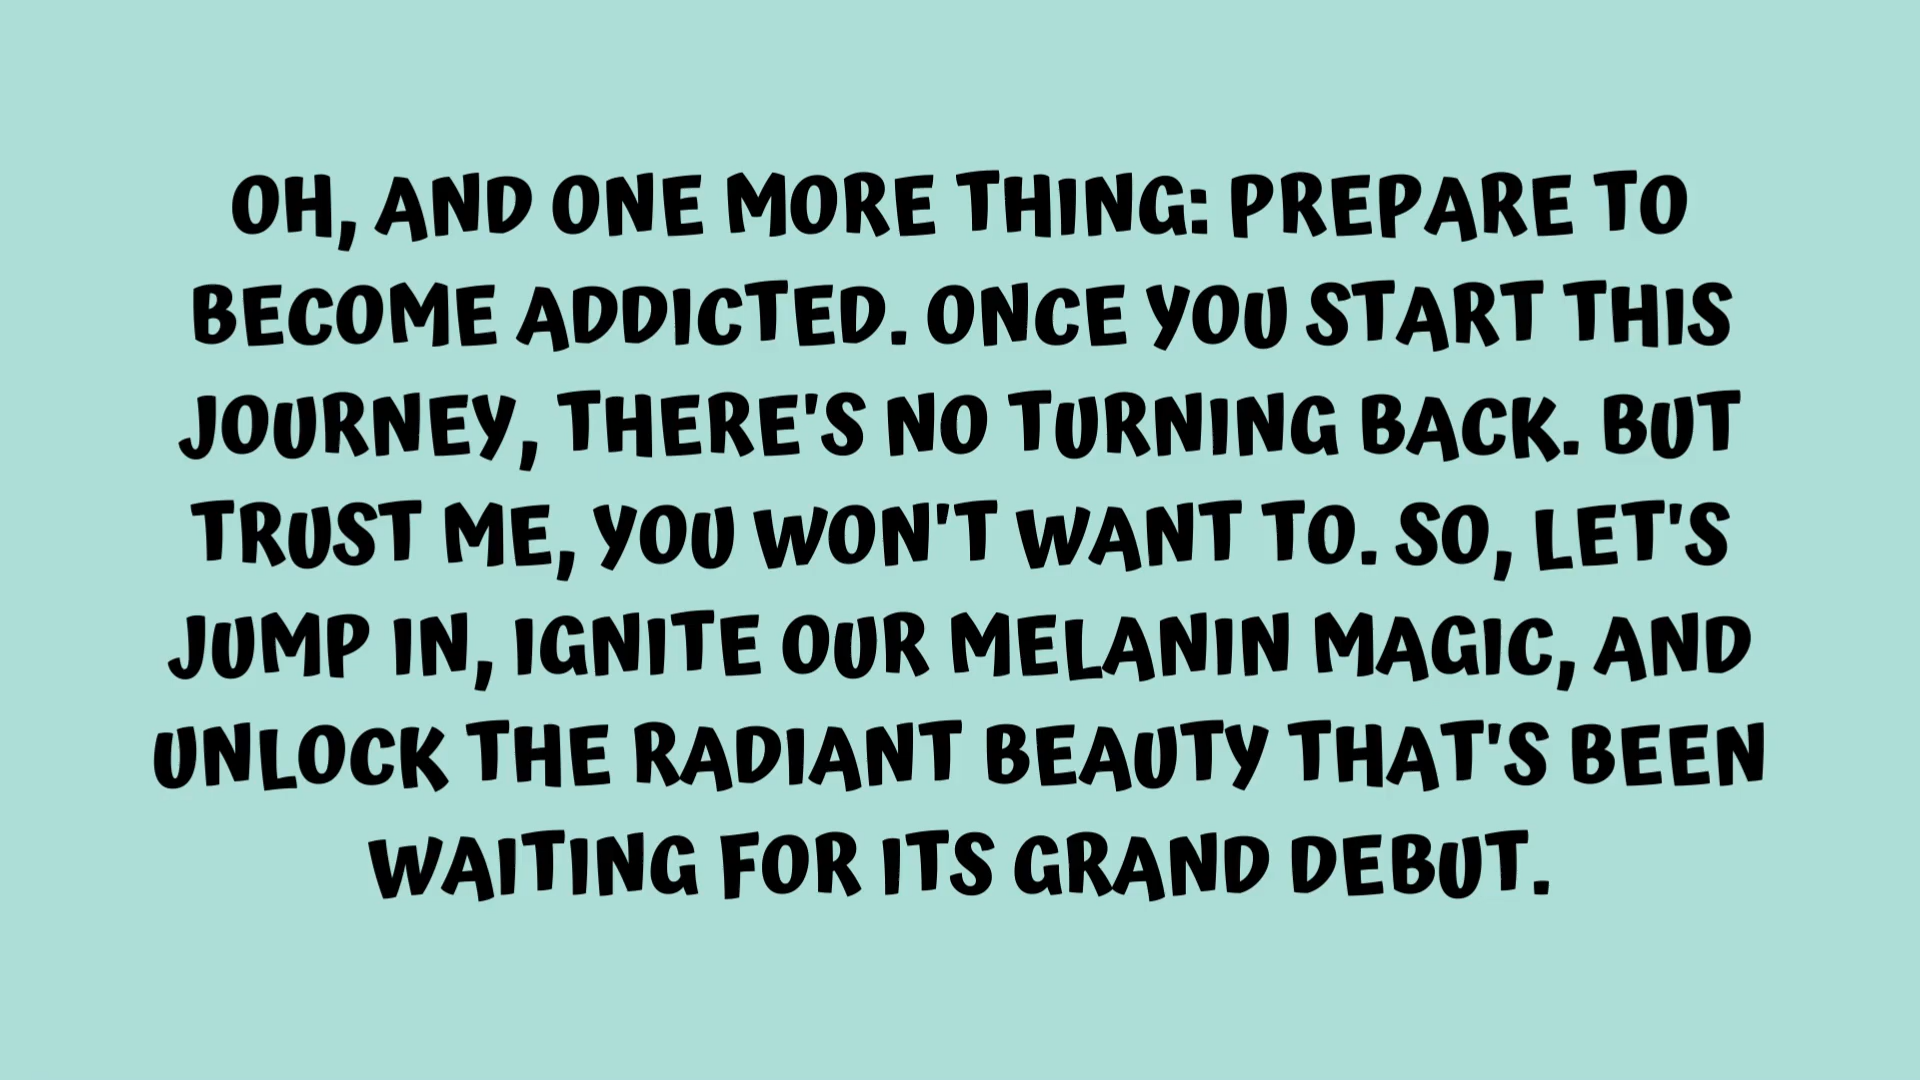 OH, AND ONE MORE THING: PREPARE TO
BECOME ADDICTED. ONCE YOU START THIS
JOURNEY, THERE'S NO TURNING BACK. BUT
TRUST ME, YOU WON'T WANT TO. SO, LET'S
JUMP IN, IGNITE OUR MELANIN MAGIC, AND
UNLOCK THE RADIANT BEAUTY THAT'S BEEN
WAITING FOR ITS GRAND DEBUT.